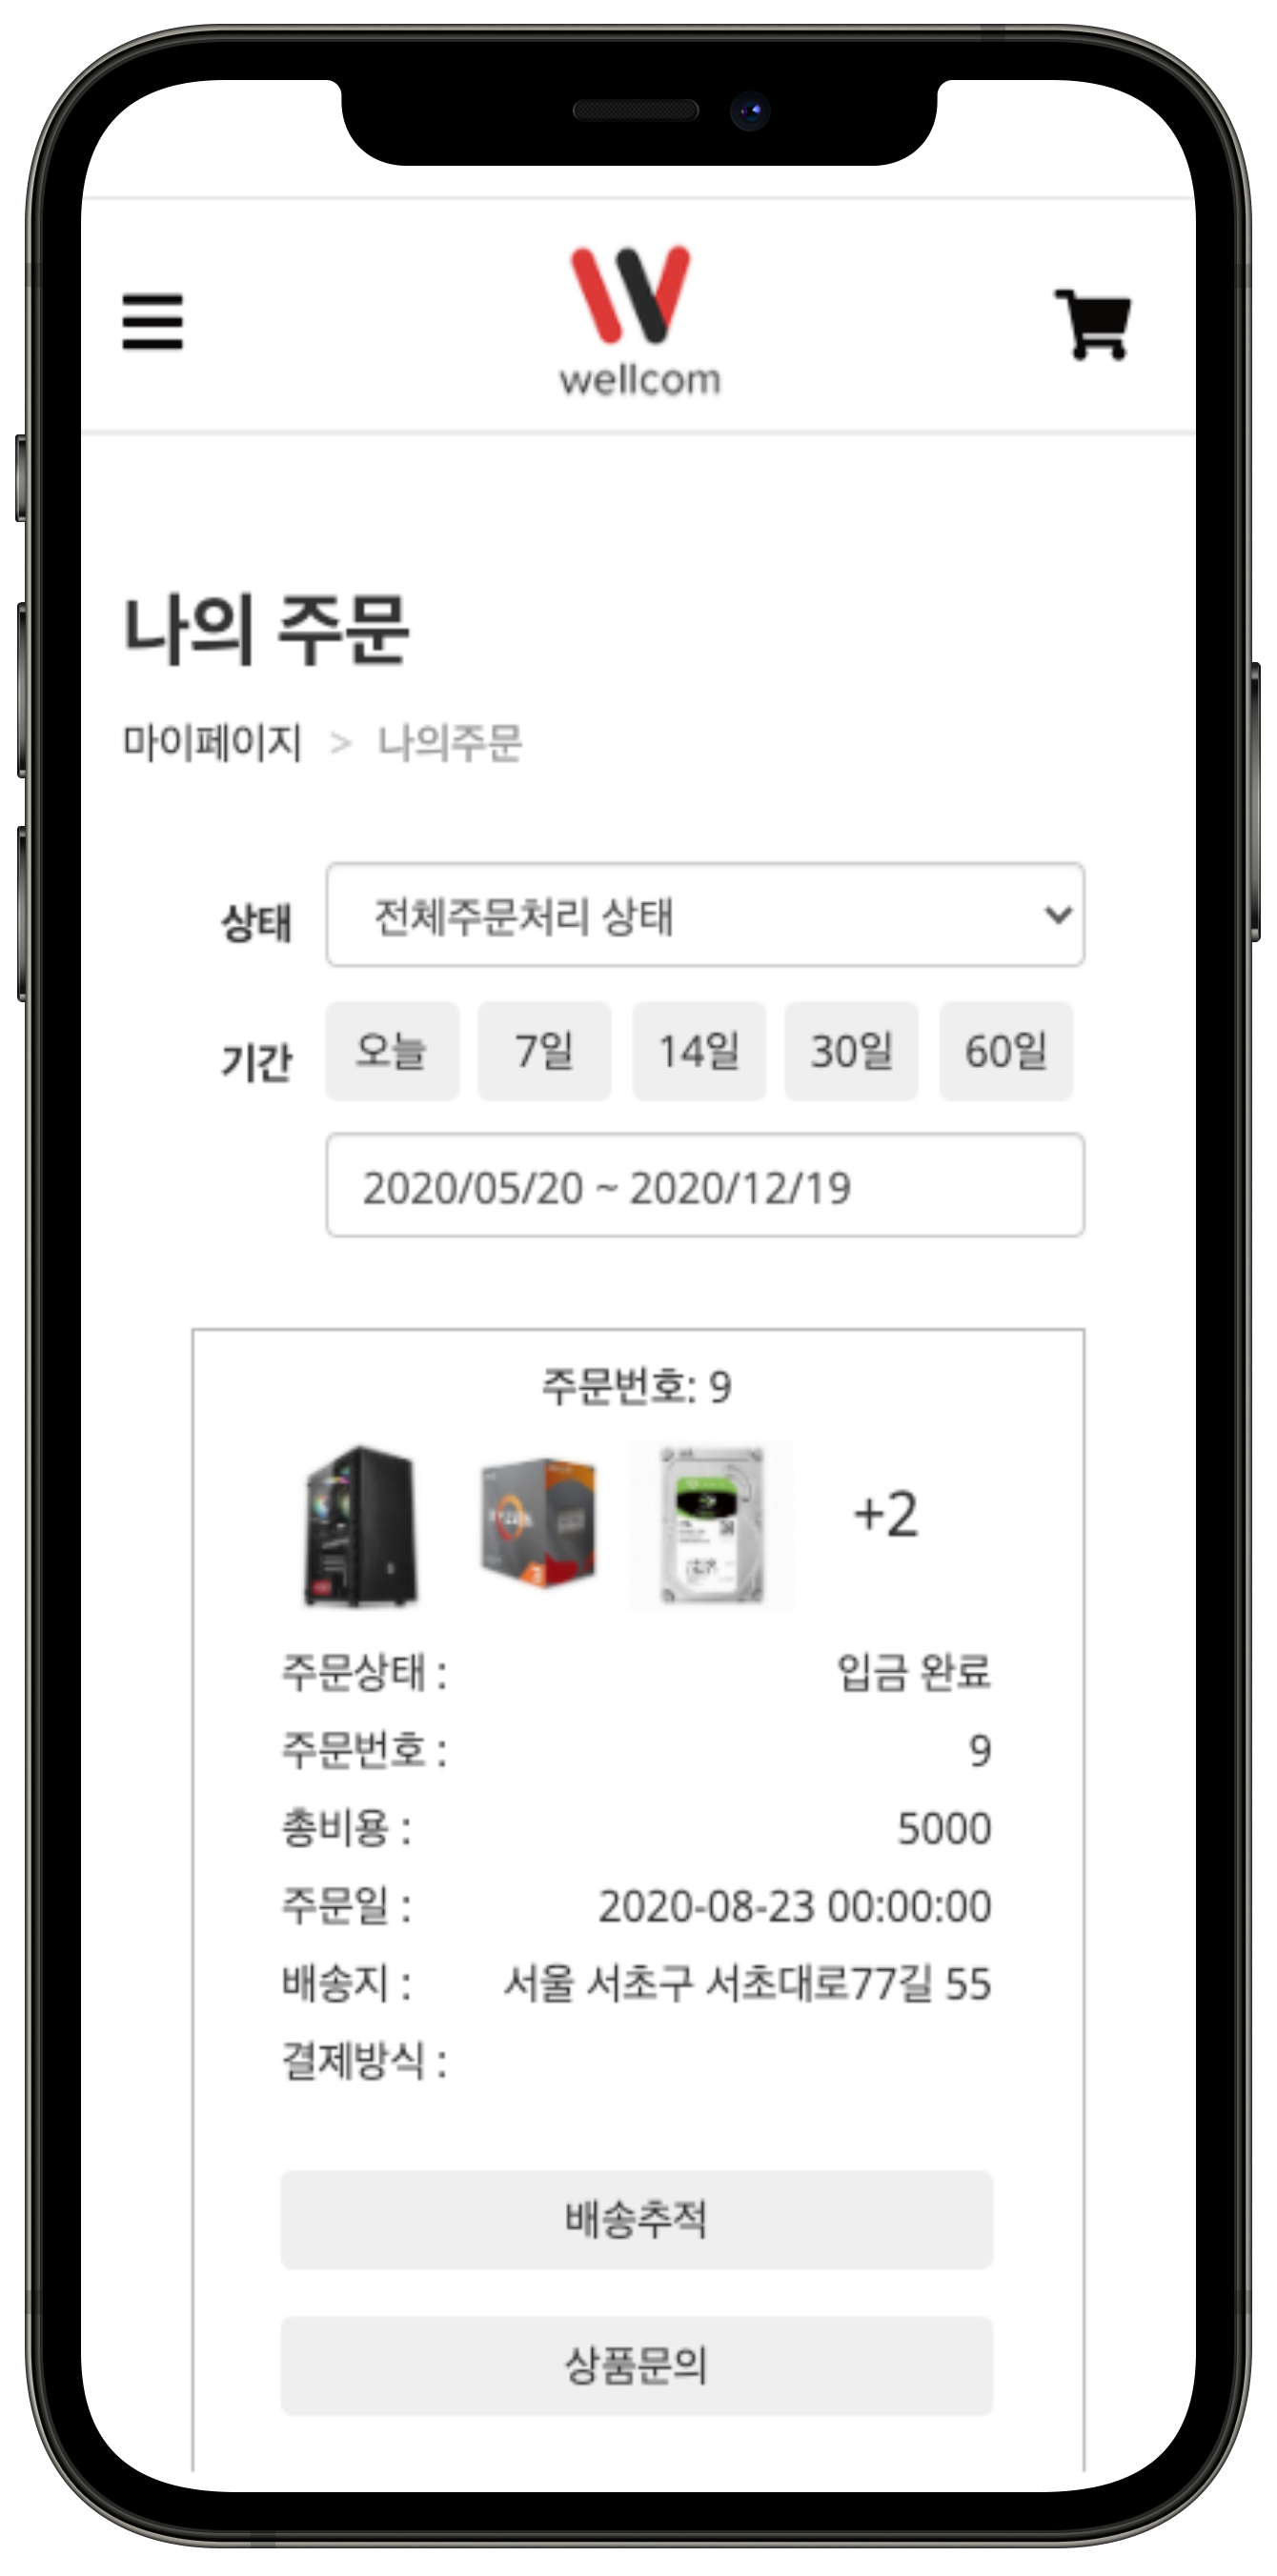 wellcom
나의 주문
마이페이지 > 나의주문
상태 전체주문처리 상태
기간 오늘 7일 14일 30일 60일
2020/05/20 ~ 2020/12/19
주문번호: 9
+2
주문상태 : 입금 완료
주문번호 : 9
총비용 : 5000
주문일 : 2020-08-23 00:00:00
배송지 : 서울 서초구 서초대로77길 55
결제방식 :
배송추적
상품문의